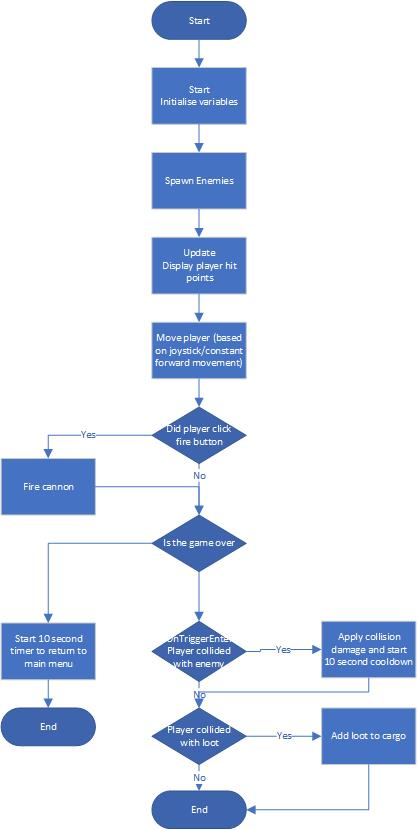 Start
Start
Initialise variables
Spawn Enemies
Update
Display player hit
points
Move player (based
on joystick/constant
forward movement)
Did player click
fire button
Yes
No
Fire cannon
Is the game over
Start 10 second
timer to return to
main menu
End
OnTriggerEnter
Player collided
with enemy
Yes
Apply collision
damage and start
10 second cooldown
No
Player collided
with loot
Yes
Add loot to cargo
No
End